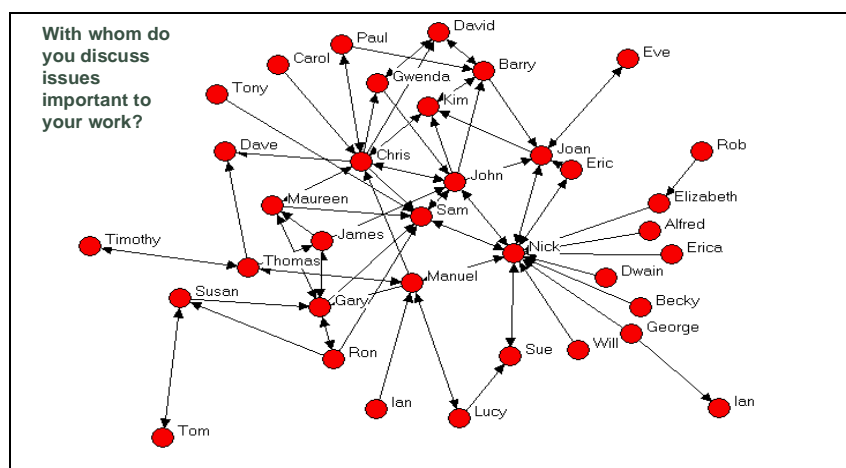 With whom do
you discuss
issues
important to
your work?
David
Paul
Carol
Eve
Gwenda
Barry
Tony
Kim
Dave
Chris
Joan
Rob
John
Eric
Maureen
Elizabeth
Sam
James
Alfred
Timothy
Nick
Erica
Thomas
Manuel
Dwain
Susan
Gary
Becky
George
Ron
Sue
Will
Ian
Lucy
Ian
Tom